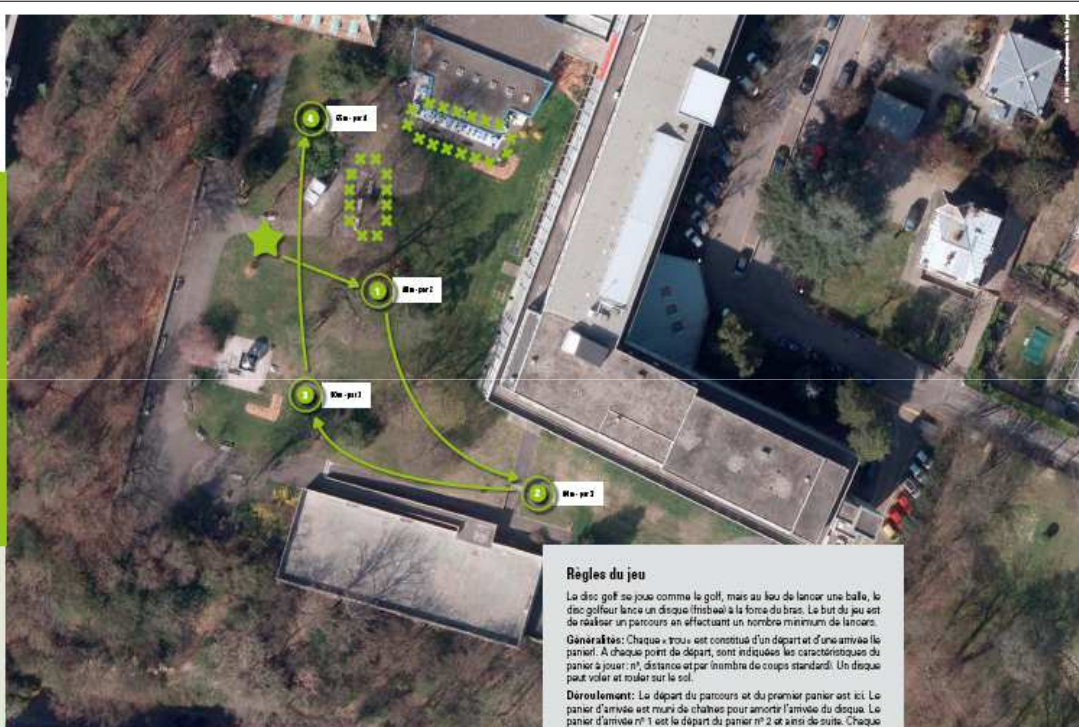 4
1
3
2
Règles du jeu
Le disc golf se joue comme le golf, mais au lieu de lancer une balle, le
disc golfeur lance un disque (frisbee) à la force du bras. Le but du jeu est
de réaliser un parcours en effectuant un nombre minimum de lancers.
Généralités: Chaque « trou » est constitué d'un départ et d'une arrivée (le
panier). A chaque point de départ, sont indiquées les caractéristiques du
panier à jouer: n°, distance et par (nombre de coups standard). Un disque
peut voler et rouler sur le sol.
Déroulement: Le départ du parcours et du premier panier est ici. Le
panier d'arrivée est muni de chaînes pour amortir l'arrivée du disque. Le
panier d'arrivée n° 1 est le départ du panier n° 2 et ainsi de suite. Chaque